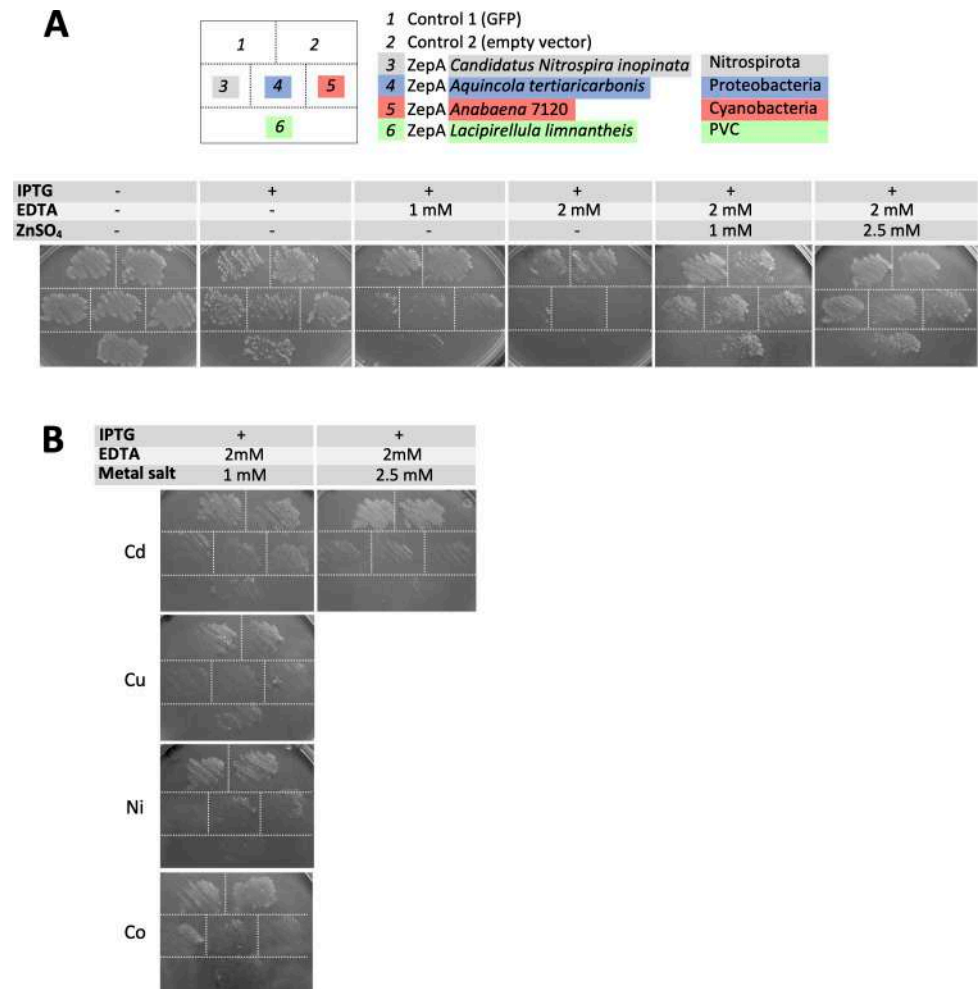 A
1 2
3 4 5
6
1 Control 1 (GFP)
2 Control 2 (empty vector)
3 ZepA Candidatus Nitrospira inopinata Nitrospirota
4 ZepA Aquincola tertiaricarbonis Proteobacteria
5 ZepA Anabaena 7120 Cyanobacteria
6 ZepA Lacipirellula limnantheis PVC
IPTG - + + + + +
EDTA - - 1 mM 2 mM 2 mM 2 mM
ZnSO₄ - - - - 1 mM 2.5 mM
B
IPTG + +
EDTA 2mM 2mM
Metal salt 1 mM 2.5 mM
Cd
Cu
Ni
Co